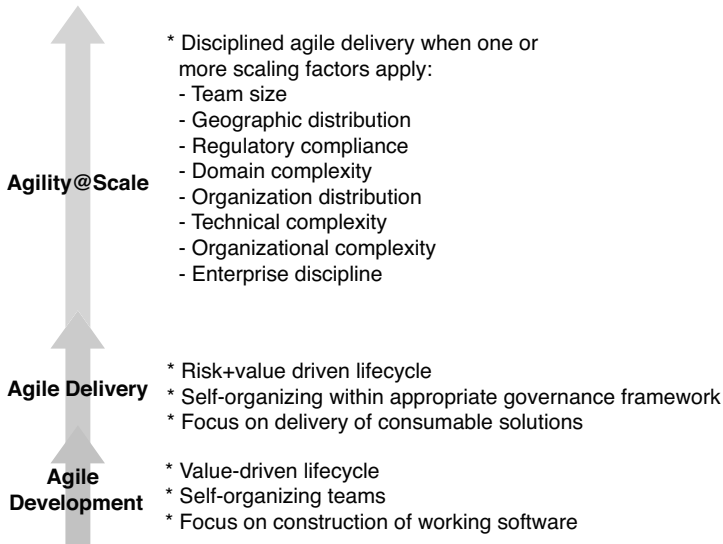 * Disciplined agile delivery when one or
more scaling factors apply:
- Team size
- Geographic distribution
- Regulatory compliance
- Domain complexity
- Organization distribution
- Technical complexity
- Organizational complexity
- Enterprise discipline
Agility@Scale
* Risk+value driven lifecycle
* Self-organizing within appropriate governance framework
* Focus on delivery of consumable solutions
Agile Delivery
* Value-driven lifecycle
* Self-organizing teams
* Focus on construction of working software
Agile
Development